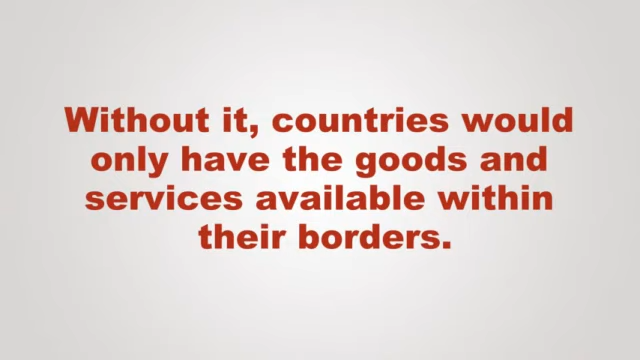 Without it, countries would
only have the goods and
services available within
their borders.